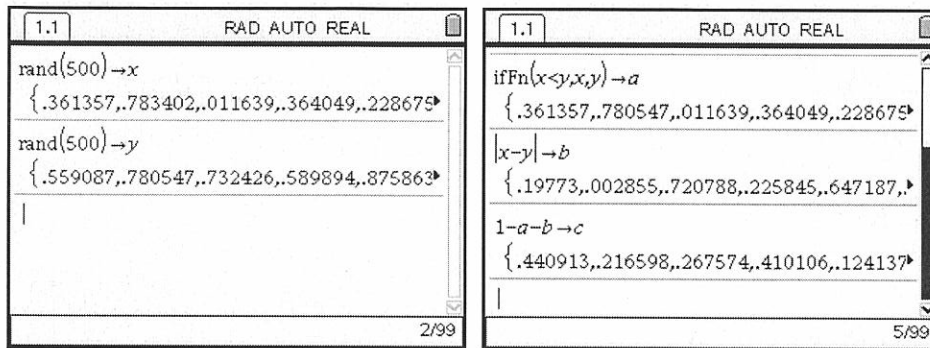 1.1 RAD AUTO REAL
rand(500)→x
{.361357,.783402,.011639,.364049,.228675▸
rand(500)→y
{.559087,.780547,.732426,.589894,.875863▸
2/99
1.1 RAD AUTO REAL
ifFn(x<y,x,y)→a
{.361357,.780547,.011639,.364049,.228675▸
|x-y|→b
{.19773,.002855,.720788,.225845,.647187,.▸
1-a-b→c
{.440913,.216598,.267574,.410106,.124137▸
5/99